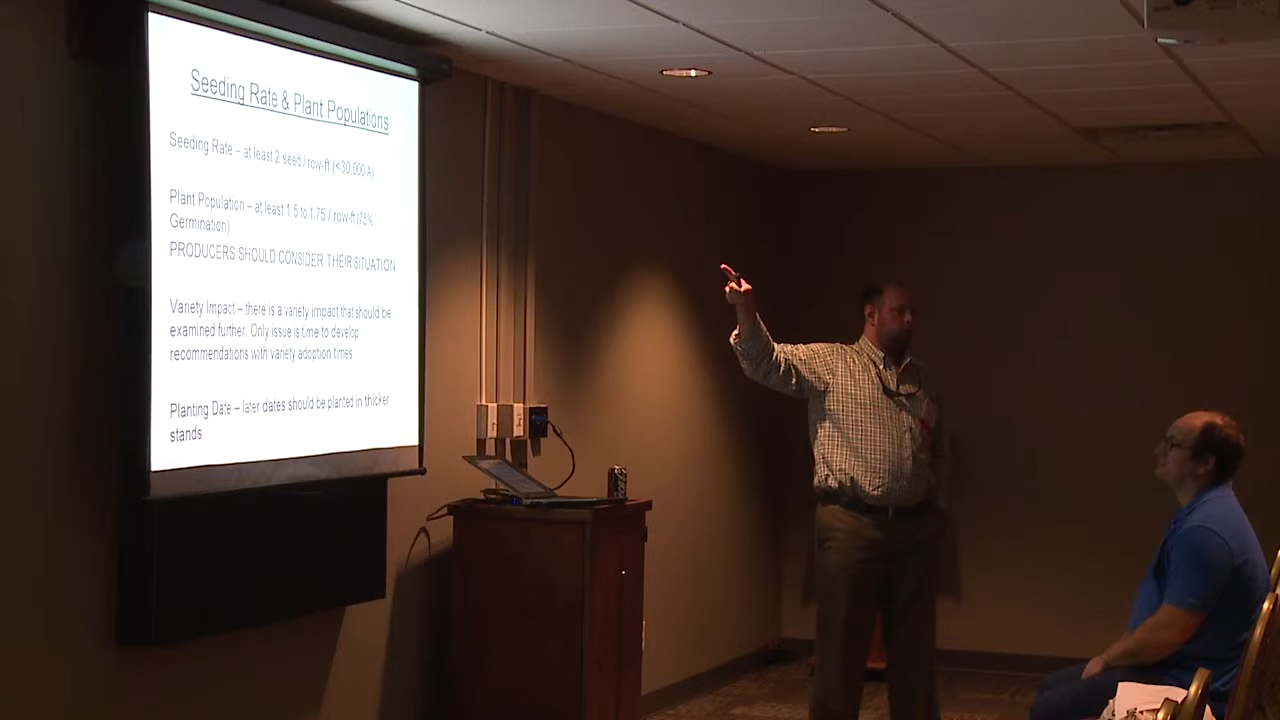 Seeding Rate & Plant Populations
Seeding Rate – at least 2 seed / row-ft (<30,000/A)
Plant Population – at least 1.5 to 1.75 / row-ft (75%
Germination)
PRODUCERS SHOULD CONSIDER THEIR SITUATION
Variety Impact – there is a variety impact that should be
examined further. Only issue is time to develop
recommendations with variety adoption times
Planting Date – later dates should be planted in thicker
stands